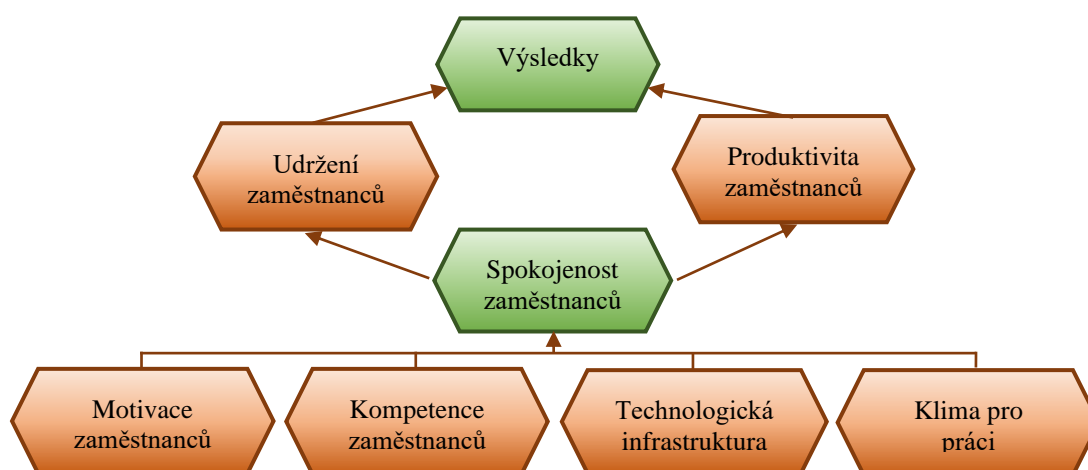 Výsledky
Udržení
zaměstnanců
Produktivita
zaměstnanců
Spokojenost
zaměstnanců
Motivace
zaměstnanců
Kompetence
zaměstnanců
Technologická
infrastruktura
Klima pro
práci